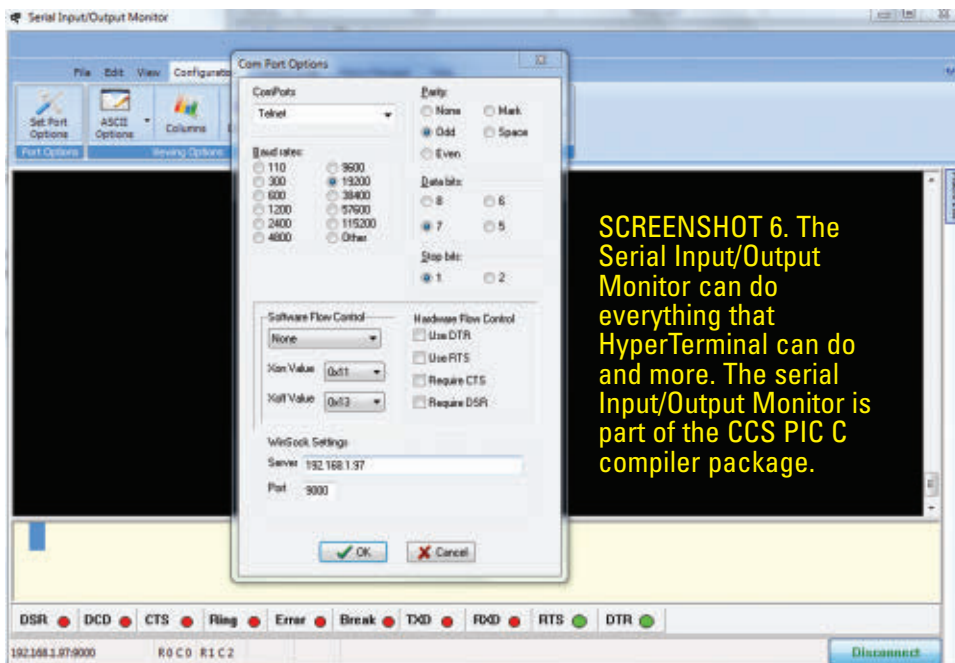 Serial Input/Output Monitor
File Edit View Configuratio
Set Port Options
ASCII Options
Columns
Port Options
Viewing Options
Com Port Options
ComPorts
Telnet
Baud rates:
110 9600
300 19200
600 38400
1200 57600
2400 115200
4800 Other
Parity:
None Mark
Odd Space
Even
Data bits:
8 6
7 5
Stop bits:
1 2
Software Flow Control
None
Xon Value 0x11
Xoff Value 0x13
Hardware Flow Control
Use DTR
Use RTS
Require CTS
Require DSR
WinSock Settings
Server 192.168.1.97
Port 9000
OK Cancel
SCREENSHOT 6. The
Serial Input/Output
Monitor can do
everything that
HyperTerminal can do
and more. The serial
Input/Output Monitor is
part of the CCS PIC C
compiler package.
DSR DCD CTS Ring Error Break TXD RXD RTS DTR
192.168.1.97:9000 R0C0 R1C2 Disconnect